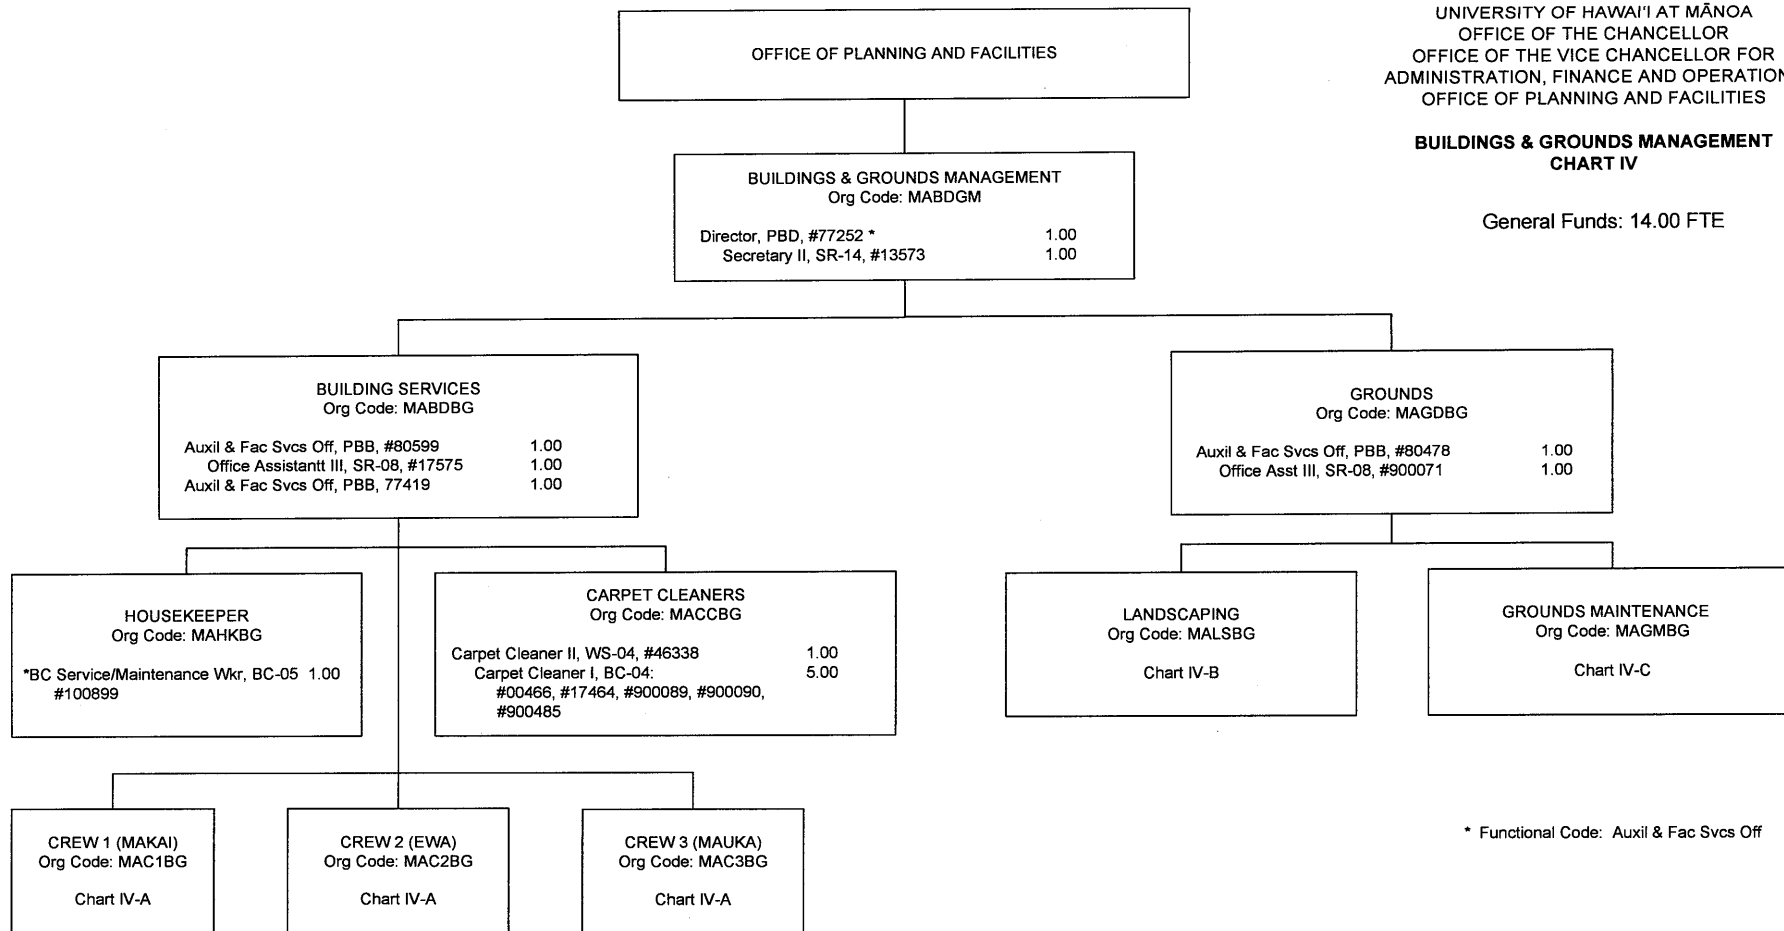 UNIVERSITY OF HAWAI'I AT MĀNOA
OFFICE OF THE CHANCELLOR
OFFICE OF THE VICE CHANCELLOR FOR
ADMINISTRATION, FINANCE AND OPERATION
OFFICE OF PLANNING AND FACILITIES
BUILDINGS & GROUNDS MANAGEMENT
CHART IV
General Funds: 14.00 FTE
OFFICE OF PLANNING AND FACILITIES
BUILDINGS & GROUNDS MANAGEMENT
Org Code: MABDGM
Director, PBD, #77252 * 1.00
Secretary II, SR-14, #13573 1.00
BUILDING SERVICES
Org Code: MABDBG
Auxil & Fac Svcs Off, PBB, #80599 1.00
Office Assistantt III, SR-08, #17575 1.00
Auxil & Fac Svcs Off, PBB, 77419 1.00
GROUNDS
Org Code: MAGDBG
Auxil & Fac Svcs Off, PBB, #80478 1.00
Office Asst III, SR-08, #900071 1.00
HOUSEKEEPER
Org Code: MAHKBG
*BC Service/Maintenance Wkr, BC-05 1.00
#100899
CARPET CLEANERS
Org Code: MACCBG
Carpet Cleaner II, WS-04, #46338 1.00
Carpet Cleaner I, BC-04: 5.00
#00466, #17464, #900089, #900090,
#900485
LANDSCAPING
Org Code: MALSBG
Chart IV-B
GROUNDS MAINTENANCE
Org Code: MAGMBG
Chart IV-C
CREW 1 (MAKAI)
Org Code: MAC1BG
Chart IV-A
CREW 2 (EWA)
Org Code: MAC2BG
Chart IV-A
CREW 3 (MAUKA)
Org Code: MAC3BG
Chart IV-A
* Functional Code: Auxil & Fac Svcs Off